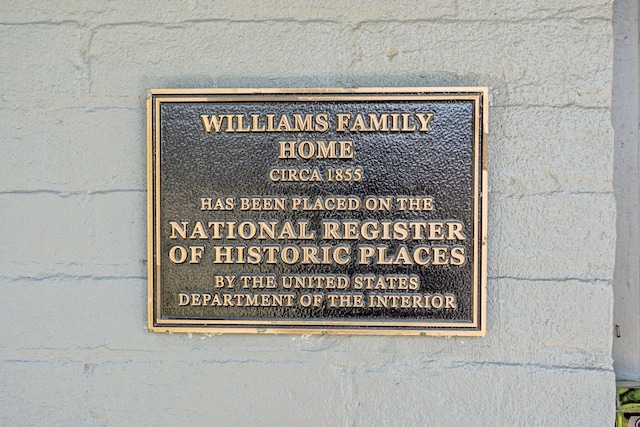 WILLIAMS FAMILY
HOME
CIRCA 1855
HAS BEEN PLACED ON THE
NATIONAL REGISTER
OF HISTORIC PLACES
BY THE UNITED STATES
DEPARTMENT OF THE INTERIOR